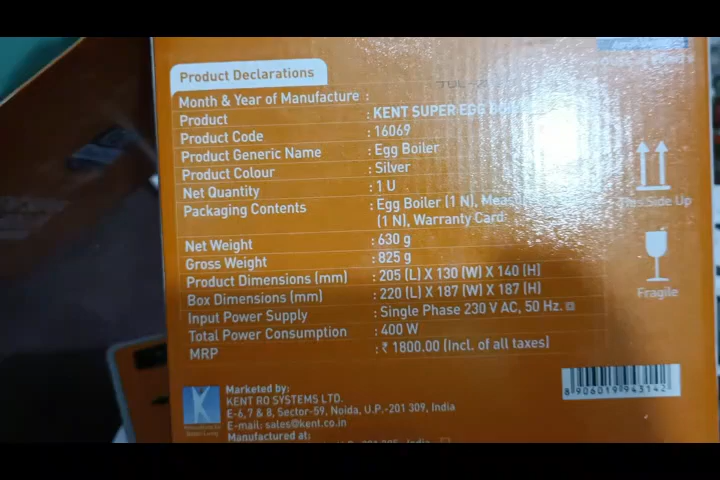 Product Declarations
Month & Year of Manufacture :
Product : KENT SUPER EGG
Product Code : 16069
Product Generic Name : Egg Boiler
Product Colour : Silver
Net Quantity : 1 U
Packaging Contents : Egg Boiler (1 N),
(1 N), Warranty Card
Net Weight : 630 g
Gross Weight : 825 g
Product Dimensions (mm) : 205 (L) X 130 (W) X 140 (H)
Box Dimensions (mm) : 220 (L) X 187 (W) X 187 (H)
Input Power Supply : Single Phase 230 V AC, 50 Hz.
Total Power Consumption : 400 W
MRP : ₹ 1800.00 (Incl. of all taxes)
This Side Up
Fragile
8 906019 943142
K
Marketed by:
KENT RO SYSTEMS LTD.
E-6,7 & 8, Sector-59, Noida, U.P.-201 309, India
E-mail: sales@kent.co.in
Manufactured at: